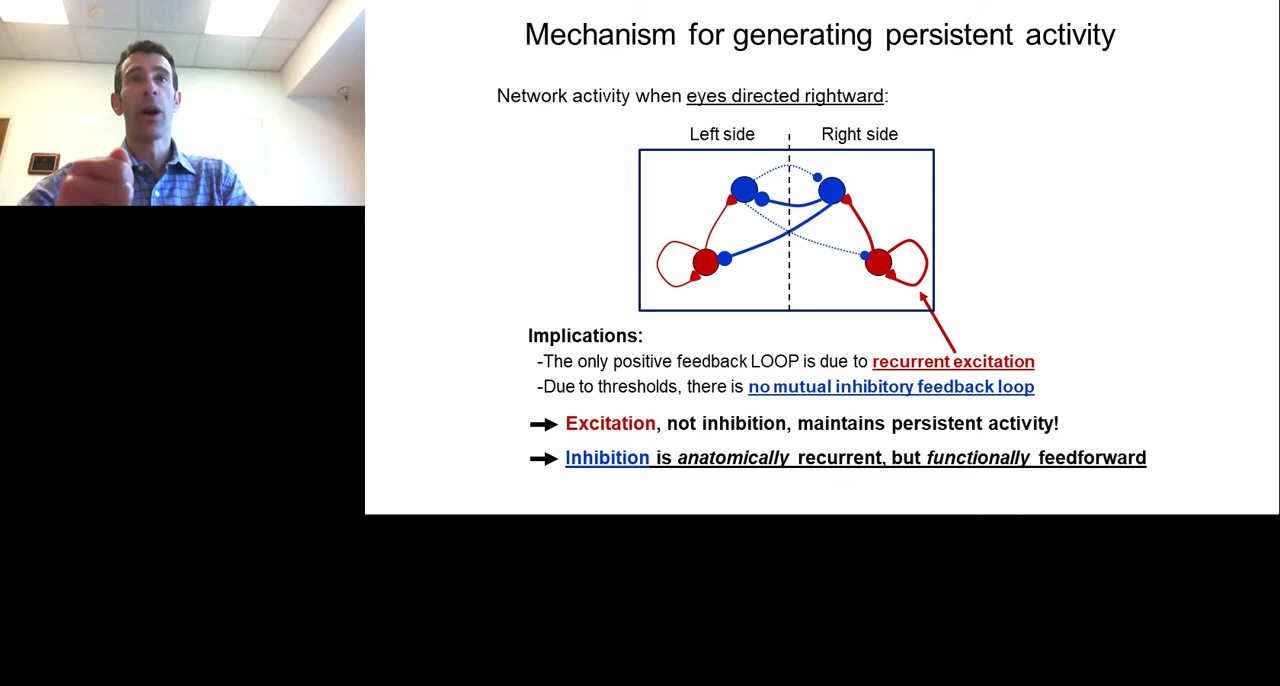 Mechanism for generating persistent activity
Network activity when eyes directed rightward:
Left side
Right side
Implications:
-The only positive feedback LOOP is due to recurrent excitation
-Due to thresholds, there is no mutual inhibitory feedback loop
Excitation, not inhibition, maintains persistent activity!
Inhibition is anatomically recurrent, but functionally feedforward